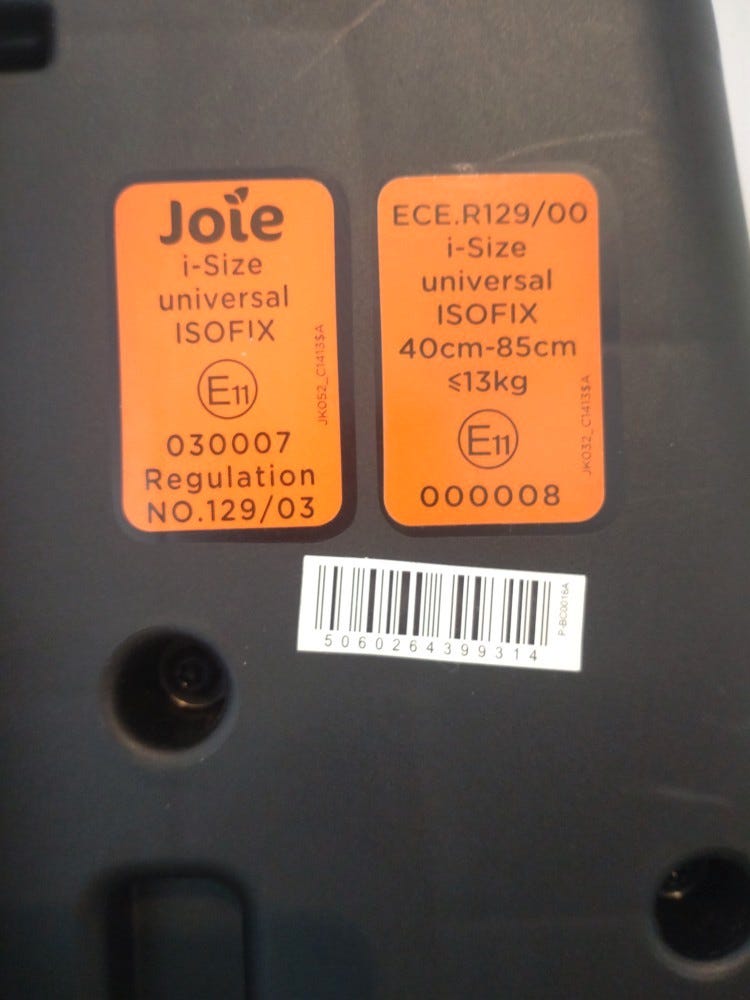 Joie
i-Size
universal
ISOFIX
E11
030007
Regulation
NO.129/03
JK052_C1413$A
ECE.R129/00
i-Size
universal
ISOFIX
40cm-85cm
≤13kg
E11
000008
JK032_C1413$A
5060264399314
P-BC0018A